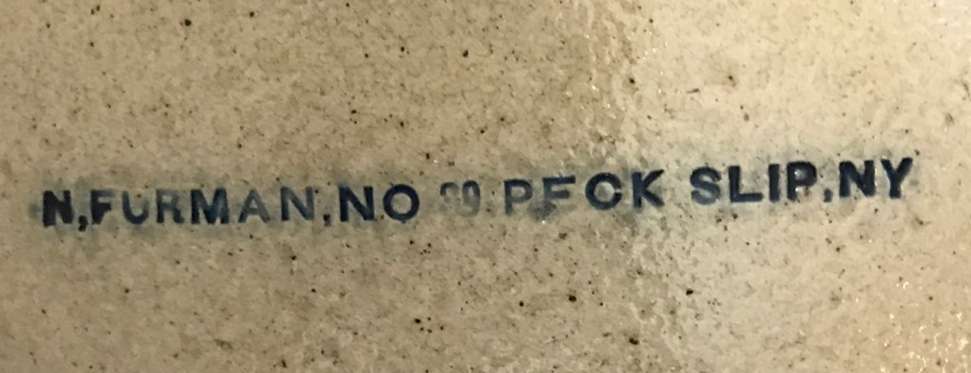 N,FURMAN,NO PECK SLIP,NY